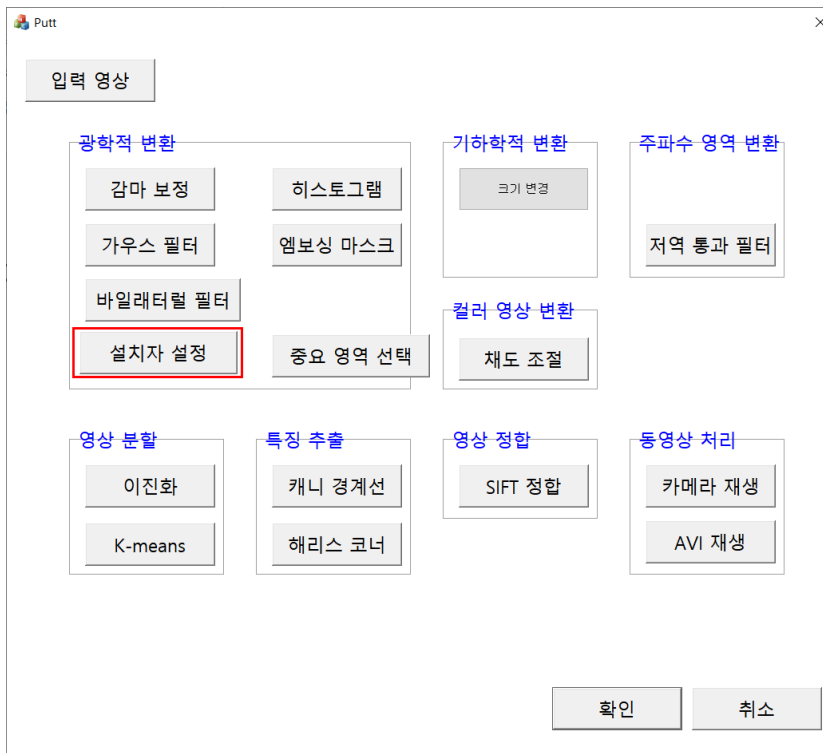 Putt
입력 영상
광학적 변환
감마 보정
히스토그램
가우스 필터
엠보싱 마스크
바일래터럴 필터
설치자 설정
중요 영역 선택
기하학적 변환
크기 변경
주파수 영역 변환
저역 통과 필터
컬러 영상 변환
채도 조절
영상 분할
이진화
K-means
특징 추출
캐니 경계선
해리스 코너
영상 정합
SIFT 정합
동영상 처리
카메라 재생
AVI 재생
확인
취소